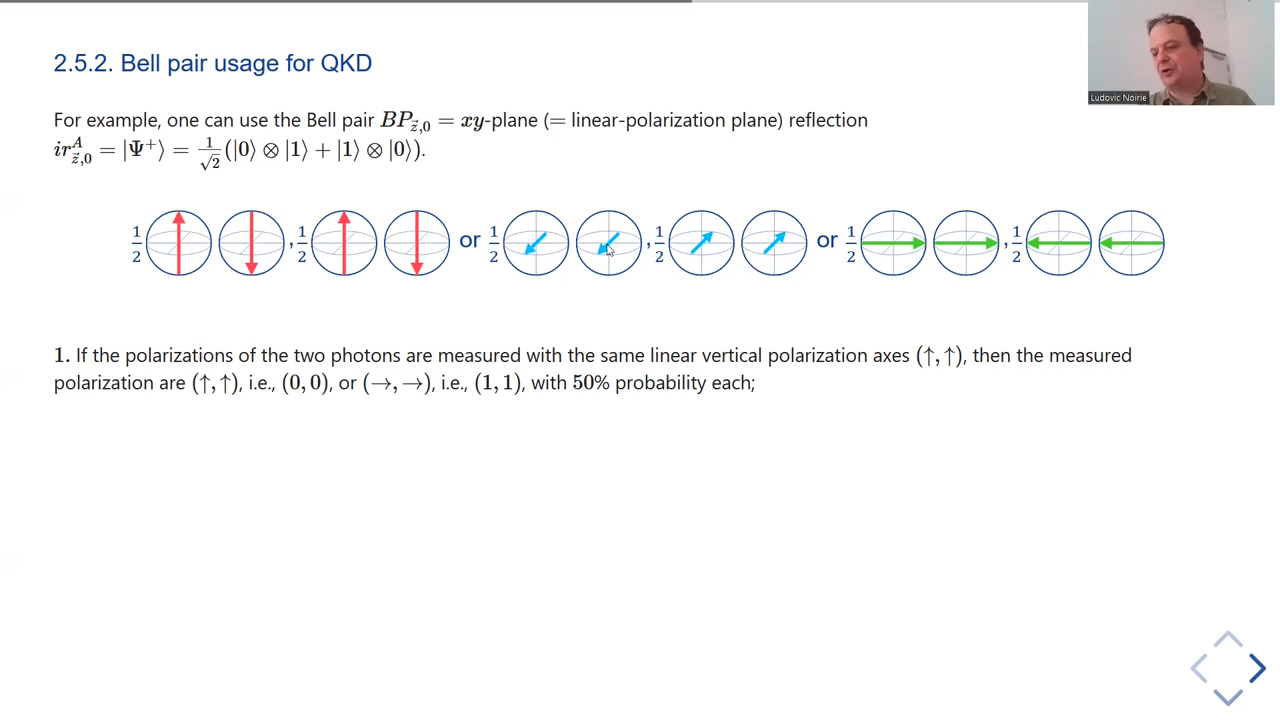 2.5.2. Bell pair usage for QKD
Ludovic Noirie
For example, one can use the Bell pair BP_{z⃗,0} = xy-plane (= linear-polarization plane) reflection
ir^A_{z⃗,0} = |Ψ⁺⟩ = 1/√2 (|0⟩ ⊗ |1⟩ + |1⟩ ⊗ |0⟩).
1/2 , 1/2 or 1/2 , 1/2 or 1/2 , 1/2
1. If the polarizations of the two photons are measured with the same linear vertical polarization axes (↑, ↑), then the measured
polarization are (↑, ↑), i.e., (0, 0), or (→, →), i.e., (1, 1), with 50% probability each;